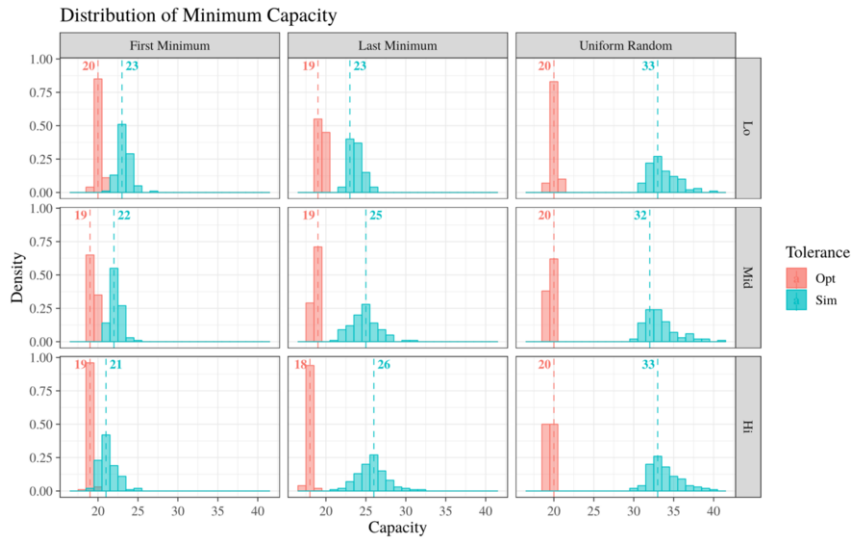 Distribution of Minimum Capacity
First Minimum Last Minimum Uniform Random
1.00 20 23 19 23 20 33
0.75
0.50
0.25
0.00
Lo
1.00 19 22 19 25 20 32
0.75
0.50
0.25
0.00
Mid
1.00 19 21 18 26 20 33
0.75
0.50
0.25
0.00
Hi
Density
20 25 30 35 40 20 25 30 35 40 20 25 30 35 40
Capacity
Tolerance
Opt
Sim